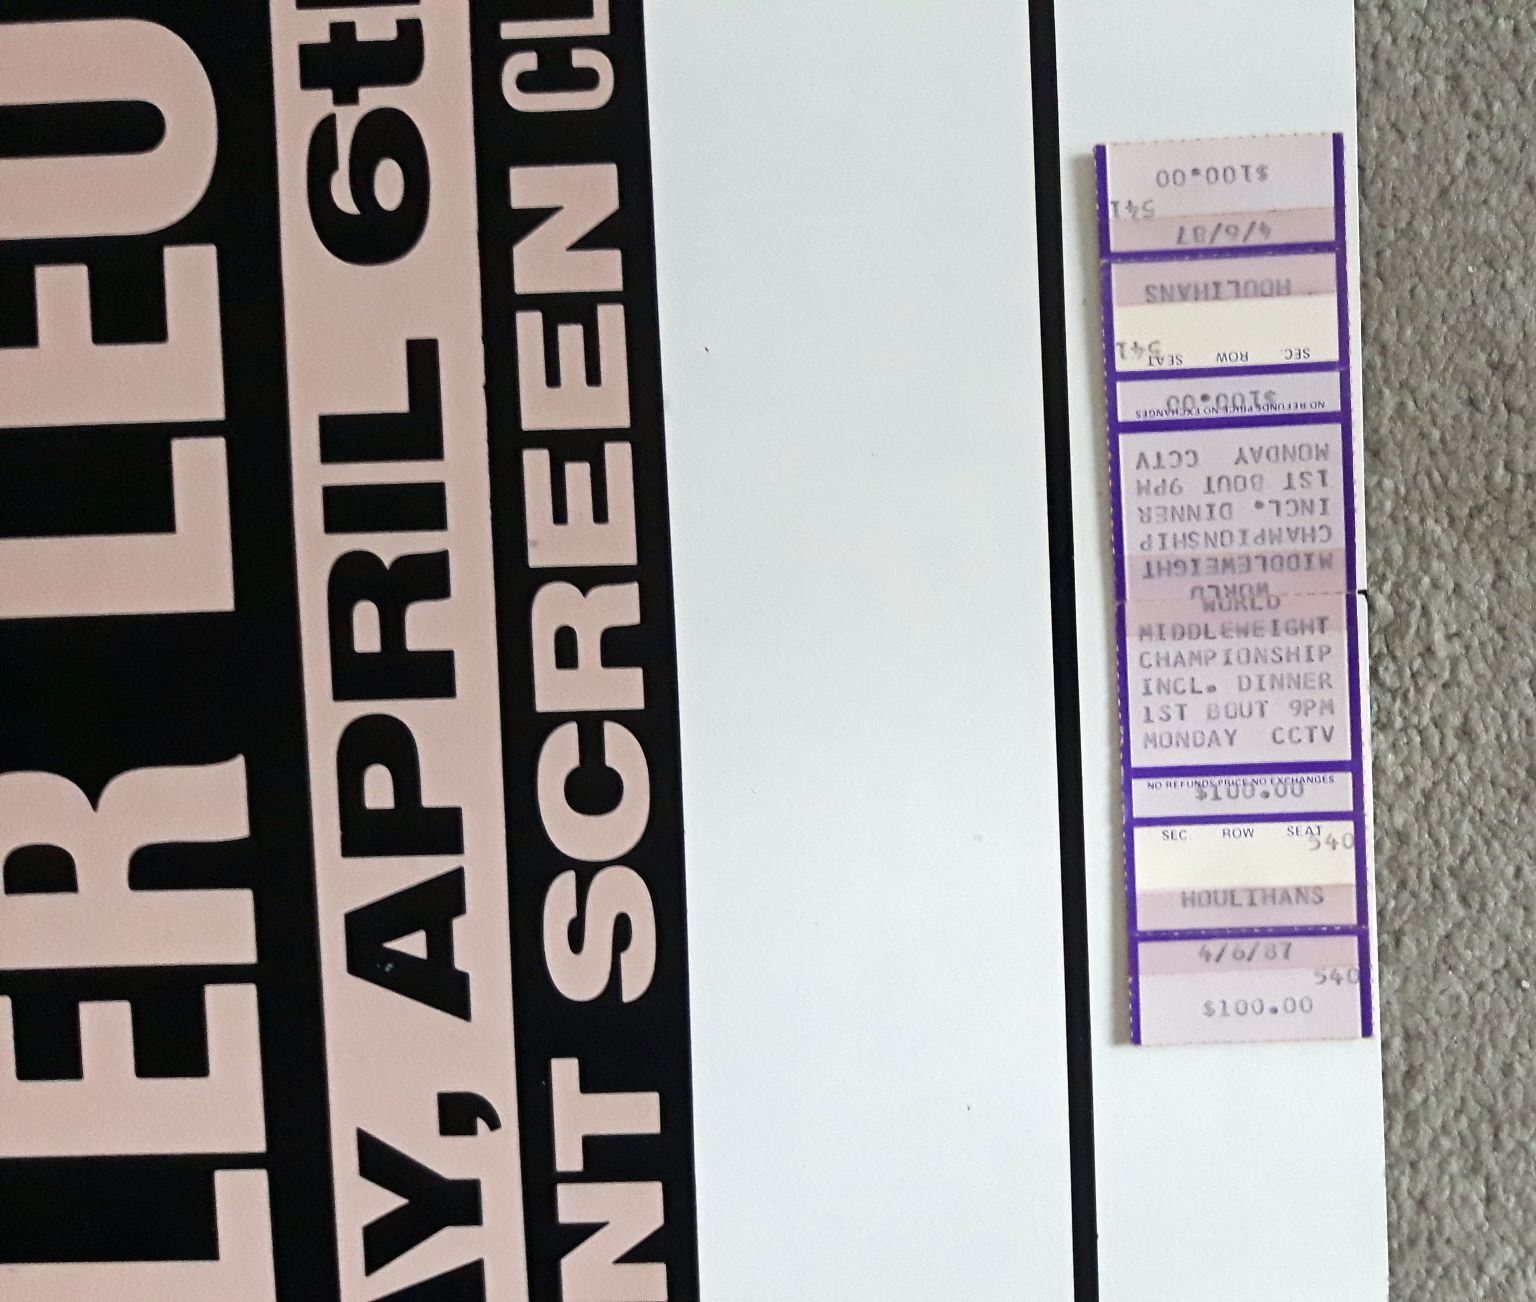 ER LEO
Y, APRIL 6t
NT SCREEN CL
$100.00
541
4/6/87
HOULIHANS
541
SEC. ROW SEAT
$100.00
NO REFUNDS PRICE NO EXCHANGES
MONDAY CCTV
1ST BOUT 9PM
INCL. DINNER
CHAMPIONSHIP
MIDDLEWEIGHT
WORLD
WORLD
MIDDLEWEIGHT
CHAMPIONSHIP
INCL. DINNER
1ST BOUT 9PM
MONDAY CCTV
NO REFUNDS PRICE NO EXCHANGES
$100.00
SEC. ROW SEAT
540
HOULIHANS
4/6/87
540
$100.00